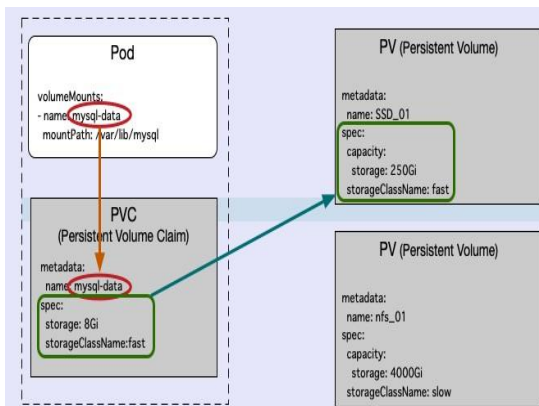 Pod
volumeMounts:
- name: mysql-data
mountPath: /var/lib/mysql
PVC
(Persistent Volume Claim)
metadata:
name: mysql-data
spec:
storage: 8Gi
storageClassName:fast
PV (Persistent Volume)
metadata:
name: SSD_01
spec:
capacity:
storage: 250Gi
storageClassName: fast
PV (Persistent Volume)
metadata:
name: nfs_01
spec:
capacity:
storage: 4000Gi
storageClassName: slow